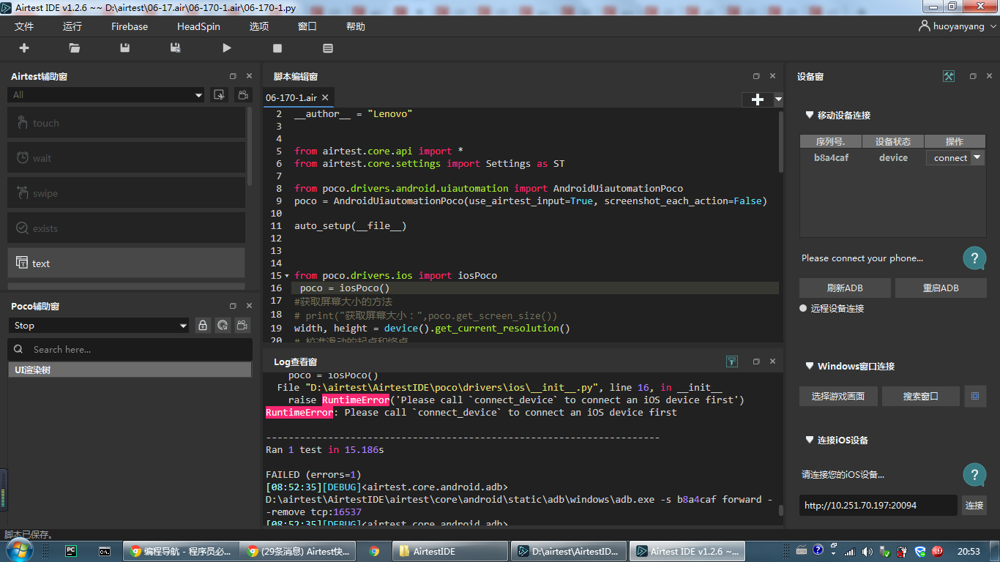 Airtest IDE v1.2.6 ~~ D:\airtest\06-17.air\06-170-1.air\06-170-1.py
文件 运行 Firebase HeadSpin 选项 窗口 帮助 huoyanyang
Airtest辅助窗
All
touch
wait
swipe
exists
text
Poco辅助窗
Stop
Search here...
UI渲染树
脚本编辑窗
06-170-1.air
2 __author__ = "Lenovo"
3
4
5 from airtest.core.api import *
6 from airtest.core.settings import Settings as ST
7
8 from poco.drivers.android.uiautomation import AndroidUiautomationPoco
9 poco = AndroidUiautomationPoco(use_airtest_input=True, screenshot_each_action=False)
10
11 auto_setup(__file__)
12
13
14
15 from poco.drivers.ios import iosPoco
16 poco = iosPoco()
17 #获取屏幕大小的方法
18 # print("获取屏幕大小：",poco.get_screen_size())
19 width, height = device().get_current_resolution()
20 # 校准滑动的起点和终点
Log查看窗
poco = iosPoco()
File "D:\airtest\AirtestIDE\poco\drivers\ios\__init__.py", line 16, in __init__
raise RuntimeError('Please call `connect_device` to connect an iOS device first')
RuntimeError: Please call `connect_device` to connect an iOS device first
----------------------------------------------------------------------
Ran 1 test in 15.186s
FAILED (errors=1)
[08:52:35][DEBUG]<airtest.core.android.adb>
D:\airtest\AirtestIDE\airtest\core\android\static\adb\windows\adb.exe -s b8a4caf forward -
-remove tcp:16537
[08:52:35][DEBUG]<airtest.core.android.adb>
设备窗
移动设备连接
序列号. 设备状态 操作
b8a4caf device connect
Please connect your phone...
?
刷新ADB 重启ADB
远程设备连接
Windows窗口连接
选择游戏画面 搜索窗口
连接iOS设备
请连接您的iOS设备...
?
http://10.251.70.197:20094 连接
脚本已保存。
PC
C:\.
编程导航 - 程序员必...
(29条消息) Airtest快...
AirtestIDE
D:\airtest\AirtestID...
Airtest IDE v1.2.6 ~...
20:53